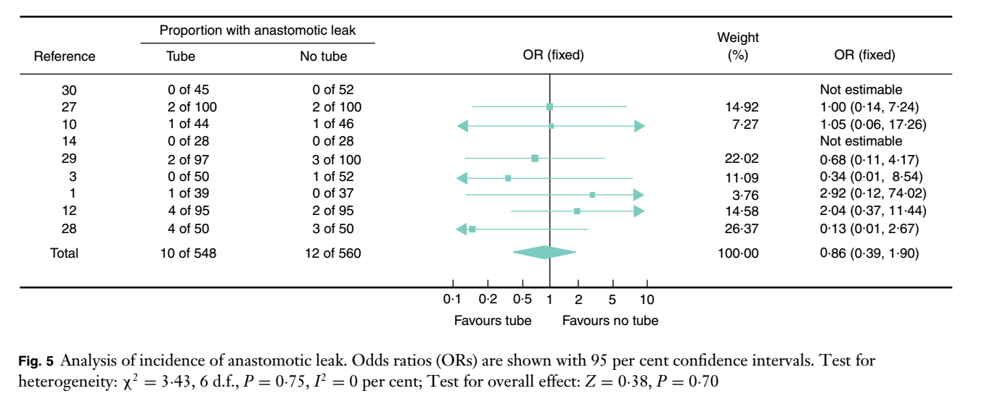 Proportion with anastomotic leak
Weight
Reference Tube No tube OR (fixed) (%) OR (fixed)
30 0 of 45 0 of 52 Not estimable
27 2 of 100 2 of 100 14·92 1·00 (0·14, 7·24)
10 1 of 44 1 of 46 7·27 1·05 (0·06, 17·26)
14 0 of 28 0 of 28 Not estimable
29 2 of 97 3 of 100 22·02 0·68 (0·11, 4·17)
3 0 of 50 1 of 52 11·09 0·34 (0·01, 8·54)
1 1 of 39 0 of 37 3·76 2·92 (0·12, 74·02)
12 4 of 95 2 of 95 14·58 2·04 (0·37, 11·44)
28 4 of 50 3 of 50 26·37 0·13 (0·01, 2·67)
Total 10 of 548 12 of 560 100·00 0·86 (0·39, 1·90)
0·1 0·2 0·5 1 2 5 10
Favours tube Favours no tube
Fig. 5 Analysis of incidence of anastomotic leak. Odds ratios (ORs) are shown with 95 per cent confidence intervals. Test for
heterogeneity: χ² = 3·43, 6 d.f., P = 0·75, I² = 0 per cent; Test for overall effect: Z = 0·38, P = 0·70